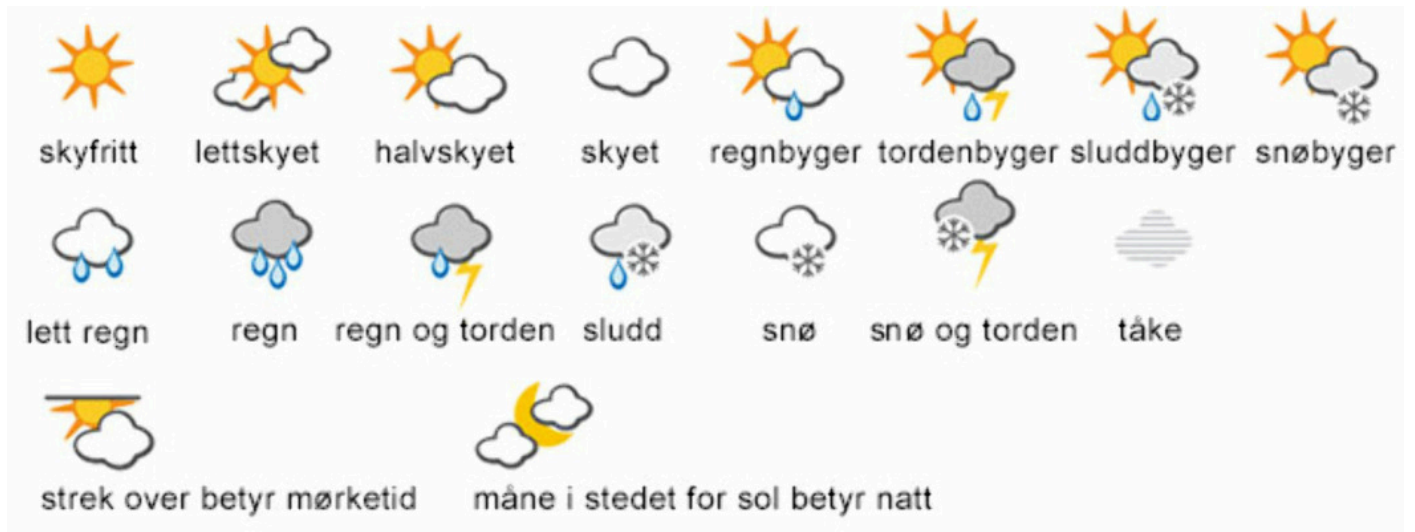 skyfritt lettskyet halvskyet skyet regnbyger tordenbyger sluddbyger snøbyger
lett regn regn regn og torden sludd snø snø og torden tåke
strek over betyr mørketid måne i stedet for sol betyr natt